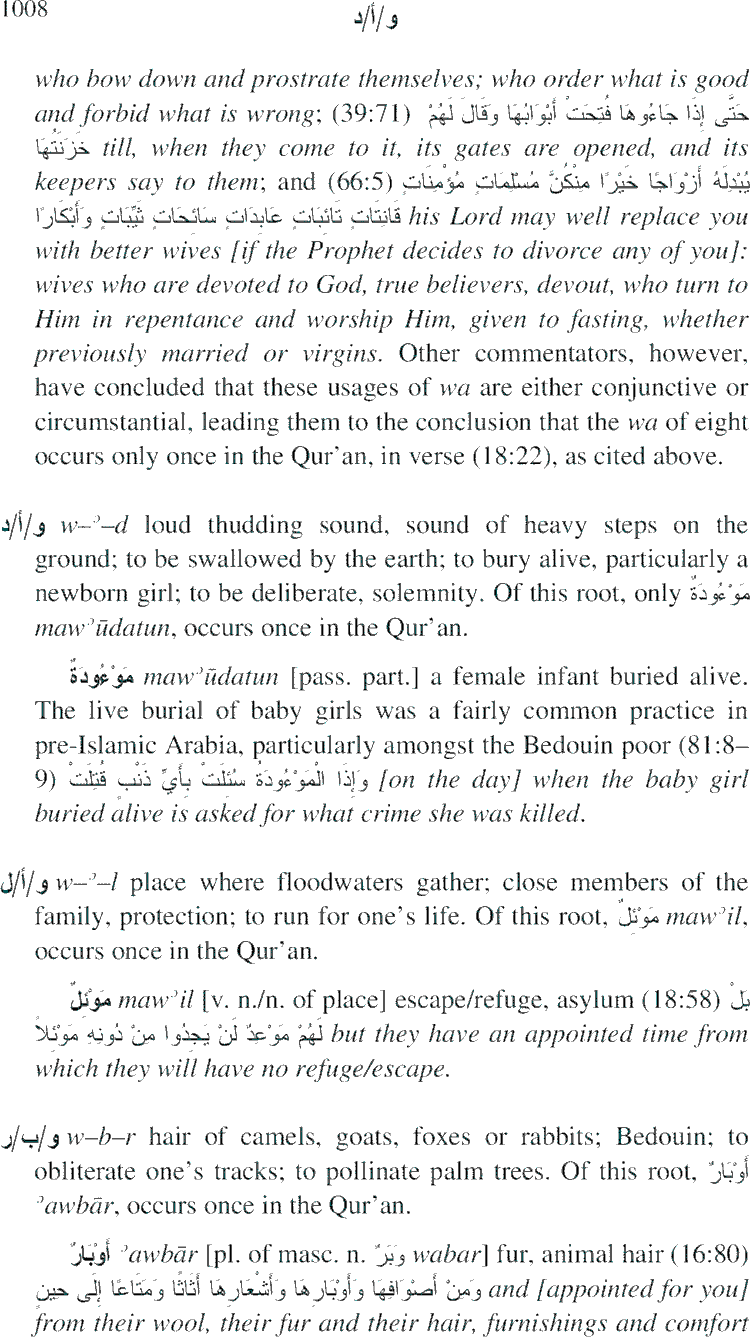 1008 و/أ/د
who bow down and prostrate themselves; who order what is good
and forbid what is wrong; (39:71) حَتَّى إِذَا جَاءُوهَا فُتِحَتْ أَبْوَابُهَا وَقَالَ لَهُمْ
خَزَنَتُهَا till, when they come to it, its gates are opened, and its
keepers say to them; and (66:5) يُبْدِلَهُ أَزْوَاجًا خَيْرًا مِنْكُنَّ مُسْلِمَاتٍ مُؤْمِنَاتٍ
قَانِتَاتٍ تَائِبَاتٍ عَابِدَاتٍ سَائِحَاتٍ ثَيِّبَاتٍ وَأَبْكَارًا his Lord may well replace you
with better wives [if the Prophet decides to divorce any of you]:
wives who are devoted to God, true believers, devout, who turn to
Him in repentance and worship Him, given to fasting, whether
previously married or virgins. Other commentators, however,
have concluded that these usages of wa are either conjunctive or
circumstantial, leading them to the conclusion that the wa of eight
occurs only once in the Qur’an, in verse (18:22), as cited above.
و/أ/د w–ʾ–d loud thudding sound, sound of heavy steps on the
ground; to be swallowed by the earth; to bury alive, particularly a
newborn girl; to be deliberate, solemnity. Of this root, only مَوْءُودَةٌ
mawʾūdatun, occurs once in the Qur’an.
مَوْءُودَةٌ mawʾūdatun [pass. part.] a female infant buried alive.
The live burial of baby girls was a fairly common practice in
pre-Islamic Arabia, particularly amongst the Bedouin poor (81:8–
9) وَإِذَا الْمَوْءُودَةُ سُئِلَتْ بِأَيِّ ذَنْبٍ قُتِلَتْ [on the day] when the baby girl
buried alive is asked for what crime she was killed.
و/أ/ل w–ʾ–l place where floodwaters gather; close members of the
family, protection; to run for one’s life. Of this root, مَوْئِلٌ mawʾil,
occurs once in the Qur’an.
مَوْئِلٌ mawʾil [v. n./n. of place] escape/refuge, asylum (18:58) بَلْ
لَهُمْ مَوْعِدٌ لَنْ يَجِدُوا مِنْ دُونِهِ مَوْئِلاً but they have an appointed time from
which they will have no refuge/escape.
و/ب/ر w–b–r hair of camels, goats, foxes or rabbits; Bedouin; to
obliterate one’s tracks; to pollinate palm trees. Of this root, أَوْبَارٌ
ʾawbār, occurs once in the Qur’an.
أَوْبَارٌ ʾawbār [pl. of masc. n. وَبَرٌ wabar] fur, animal hair (16:80)
وَمِنْ أَصْوَافِهَا وَأَوْبَارِهَا وَأَشْعَارِهَا أَثَاثًا وَمَتَاعًا إِلَى حِينٍ and [appointed for you]
from their wool, their fur and their hair, furnishings and comfort